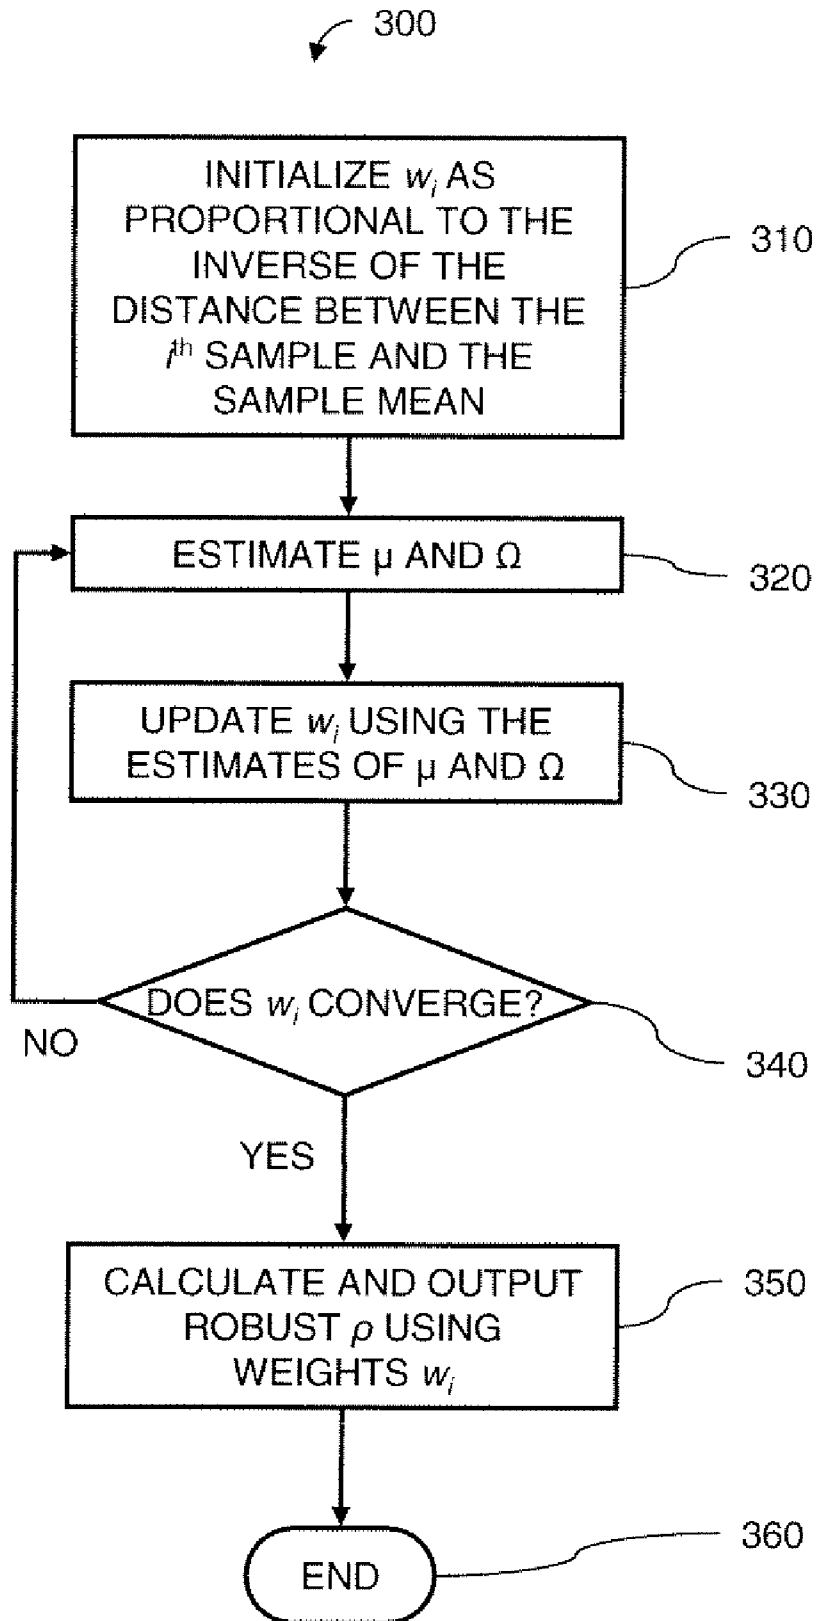 300
INITIALIZE wᵢ AS
PROPORTIONAL TO THE
INVERSE OF THE
DISTANCE BETWEEN THE
iᵗʰ SAMPLE AND THE
SAMPLE MEAN
310
ESTIMATE μ AND Ω
320
UPDATE wᵢ USING THE
ESTIMATES OF μ AND Ω
330
DOES wᵢ CONVERGE?
NO
340
YES
CALCULATE AND OUTPUT
ROBUST ρ USING
WEIGHTS wᵢ
350
END
360